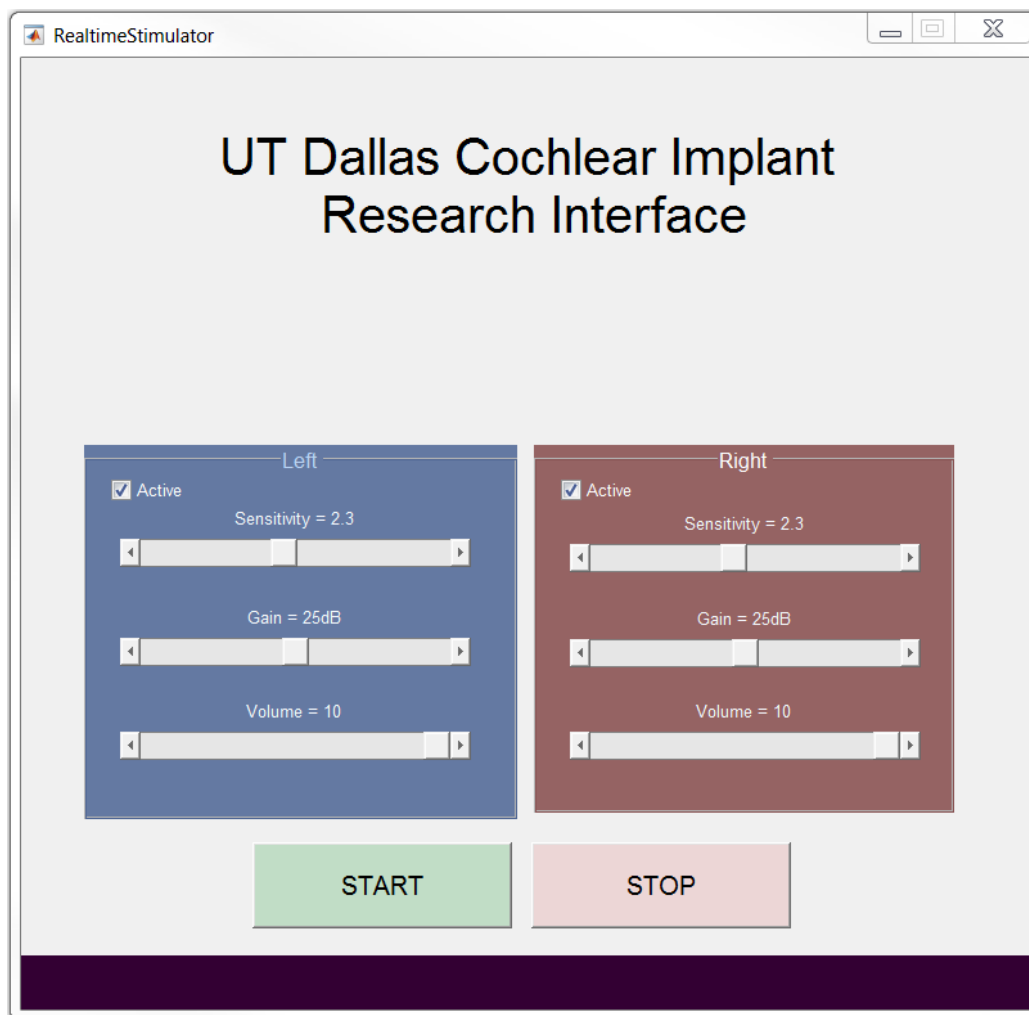 RealtimeStimulator
UT Dallas Cochlear Implant
Research Interface
Left
Active
Sensitivity = 2.3
Gain = 25dB
Volume = 10
Right
Active
Sensitivity = 2.3
Gain = 25dB
Volume = 10
START
STOP